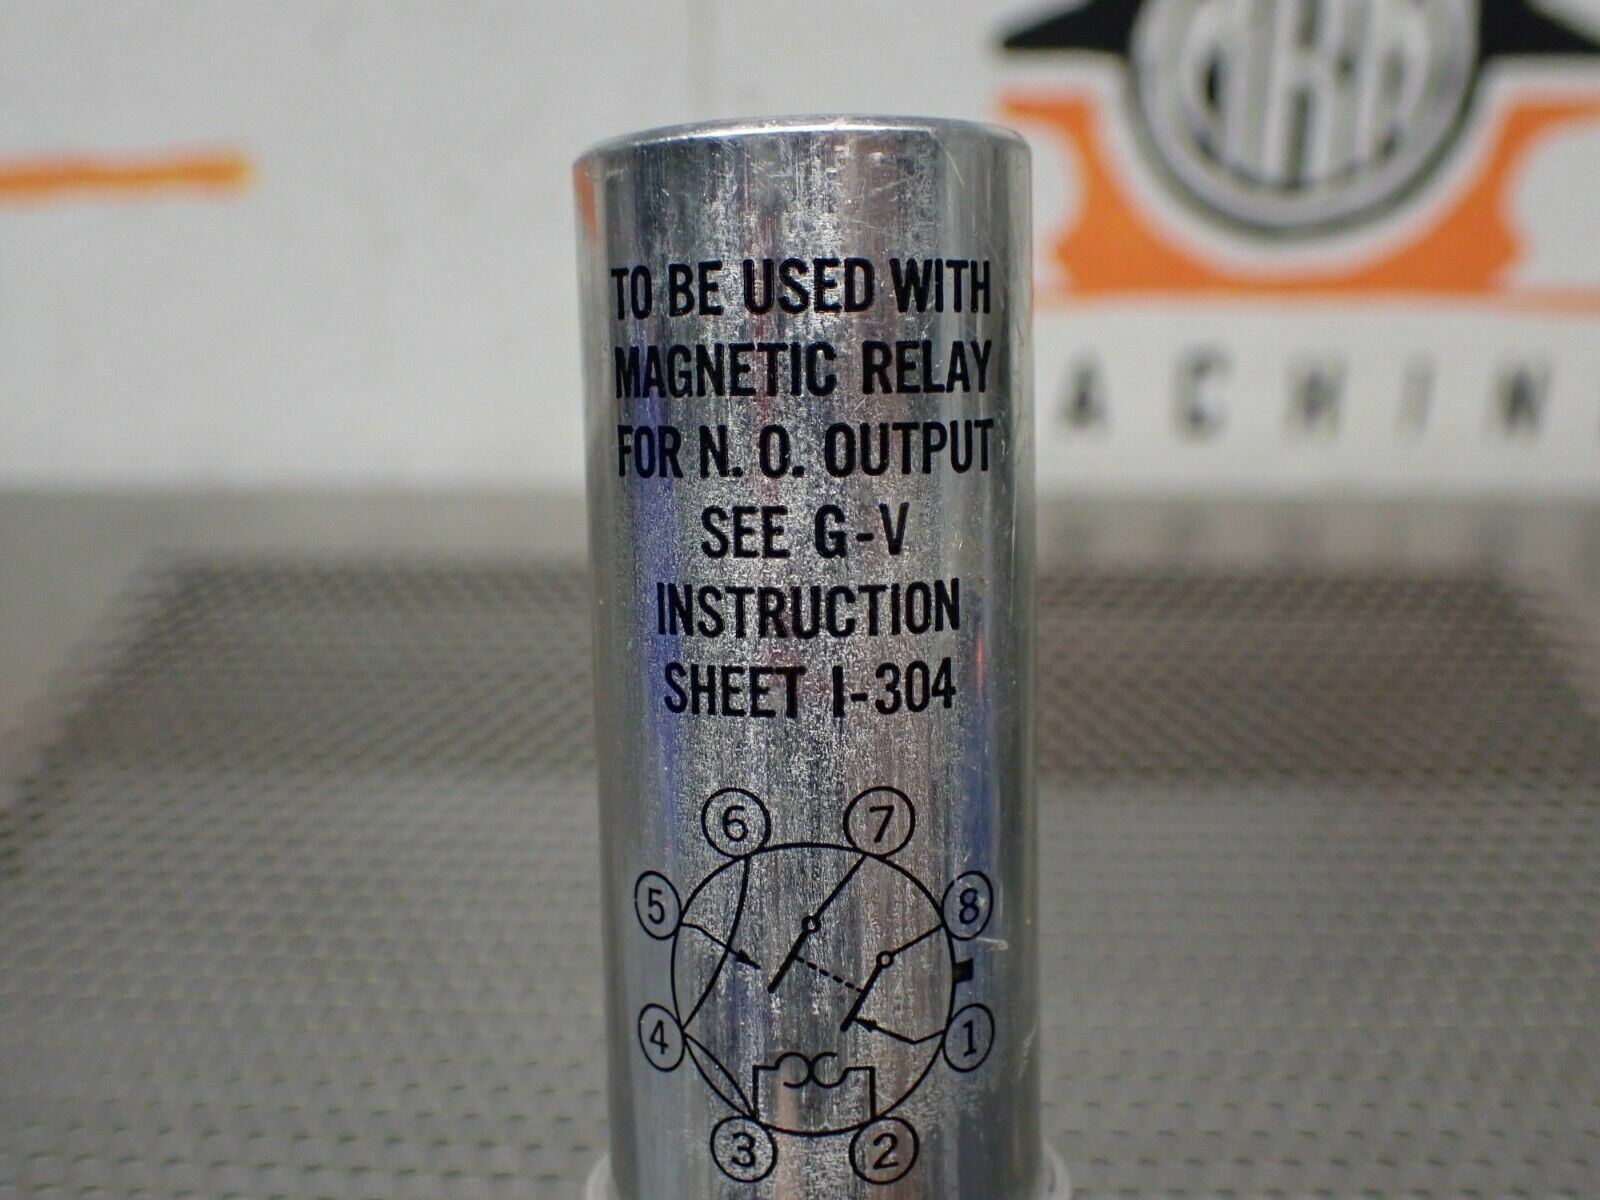 TO BE USED WITH
MAGNETIC RELAY
FOR N. O. OUTPUT
SEE G-V
INSTRUCTION
SHEET I-304
6 7
5 8
4 1
3 2
ACHIN